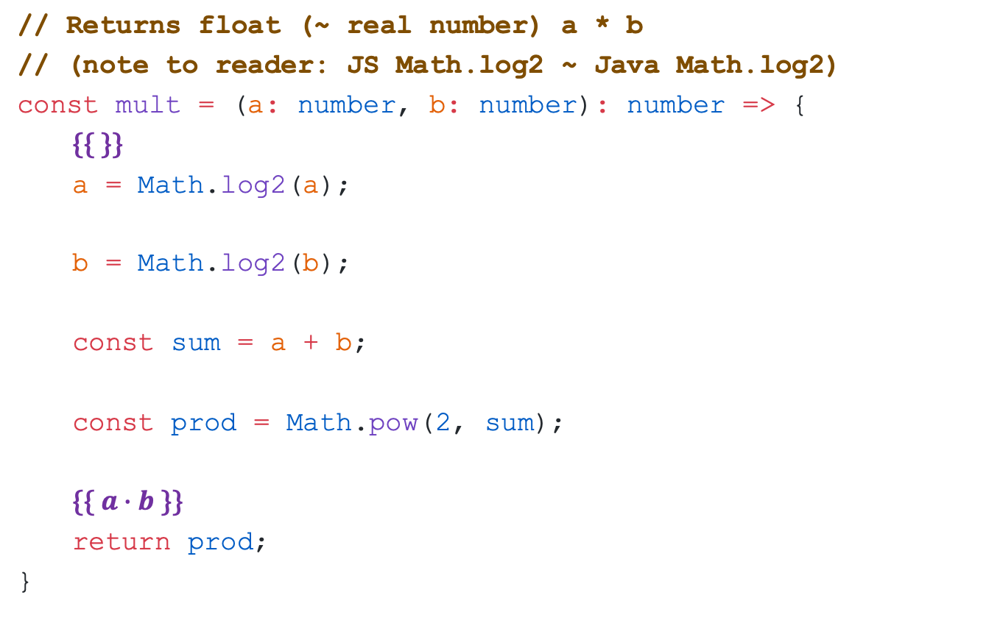 // Returns float (~ real number) a * b
// (note to reader: JS Math.log2 ~ Java Math.log2)
const mult = (a: number, b: number): number => {
{{ }}
a = Math.log2(a);
b = Math.log2(b);
const sum = a + b;
const prod = Math.pow(2, sum);
{{ a · b }}
return prod;
}